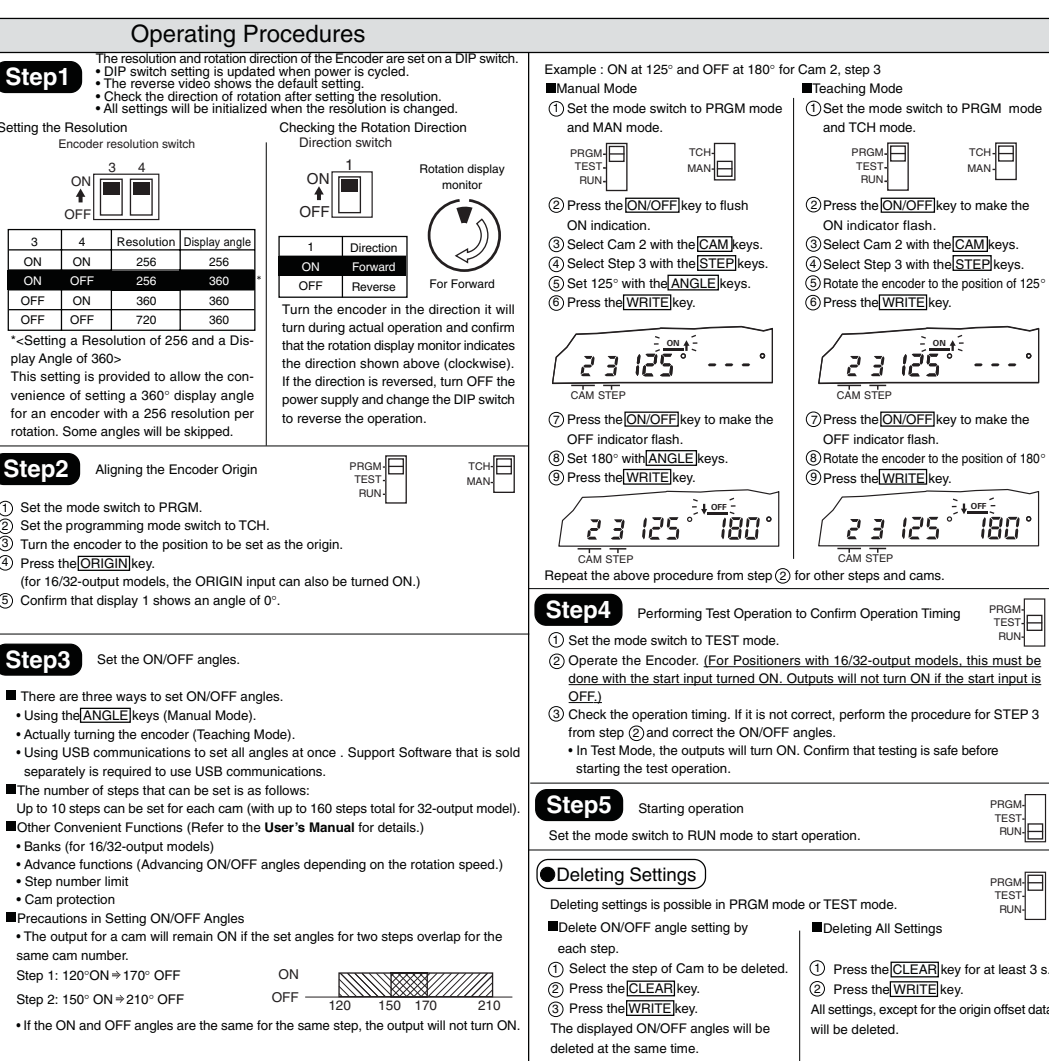 Operating Procedures
Step1
The resolution and rotation direction of the Encoder are set on a DIP switch.
• DIP switch setting is updated when power is cycled.
• The reverse video shows the default setting.
• Check the direction of rotation after setting the resolution.
• All settings will be initialized when the resolution is changed.
Setting the Resolution
Encoder resolution switch
3 4
ON
OFF
3 4 Resolution Display angle
ON ON 256 256
ON OFF 256 360 *
OFF ON 360 360
OFF OFF 720 360
*<Setting a Resolution of 256 and a Dis-
play Angle of 360>
This setting is provided to allow the con-
venience of setting a 360° display angle
for an encoder with a 256 resolution per
rotation. Some angles will be skipped.
Checking the Rotation Direction
Direction switch
1
ON
OFF
Rotation display
monitor
1 Direction
ON Forward
OFF Reverse
For Forward
Turn the encoder in the direction it will
turn during actual operation and confirm
that the rotation display monitor indicates
the direction shown above (clockwise).
If the direction is reversed, turn OFF the
power supply and change the DIP switch
to reverse the operation.
Step2 Aligning the Encoder Origin
PRGM
TEST
RUN
TCH
MAN
① Set the mode switch to PRGM.
② Set the programming mode switch to TCH.
③ Turn the encoder to the position to be set as the origin.
④ Press the ORIGIN key.
(for 16/32-output models, the ORIGIN input can also be turned ON.)
⑤ Confirm that display 1 shows an angle of 0°.
Step3 Set the ON/OFF angles.
■ There are three ways to set ON/OFF angles.
• Using the ANGLE keys (Manual Mode).
• Actually turning the encoder (Teaching Mode).
• Using USB communications to set all angles at once . Support Software that is sold
separately is required to use USB communications.
■The number of steps that can be set is as follows:
Up to 10 steps can be set for each cam (with up to 160 steps total for 32-output model).
■Other Convenient Functions (Refer to the User's Manual for details.)
• Banks (for 16/32-output models)
• Advance functions (Advancing ON/OFF angles depending on the rotation speed.)
• Step number limit
• Cam protection
■Precautions in Setting ON/OFF Angles
• The output for a cam will remain ON if the set angles for two steps overlap for the
same cam number.
Step 1: 120°ON⇒170° OFF
Step 2: 150° ON⇒210° OFF
ON
OFF
120 150 170 210
• If the ON and OFF angles are the same for the same step, the output will not turn ON.
Example : ON at 125° and OFF at 180° for Cam 2, step 3
■Manual Mode
① Set the mode switch to PRGM mode
and MAN mode.
PRGM
TEST
RUN
TCH
MAN
② Press the ON/OFF key to flush
ON indication.
③ Select Cam 2 with the CAM keys.
④ Select Step 3 with the STEP keys.
⑤ Set 125° with the ANGLE keys.
⑥ Press the WRITE key.
ON ↑
2 3 125° ---°
CAM STEP
⑦ Press the ON/OFF key to make the
OFF indicator flash.
⑧ Set 180° with ANGLE keys.
⑨ Press the WRITE key.
↓ OFF
2 3 125° 180°
CAM STEP
■Teaching Mode
① Set the mode switch to PRGM mode
and TCH mode.
PRGM
TEST
RUN
TCH
MAN
② Press the ON/OFF key to make the
ON indicator flash.
③ Select Cam 2 with the CAM keys.
④ Select Step 3 with the STEP keys.
⑤ Rotate the encoder to the position of 125°
⑥ Press the WRITE key.
ON ↑
2 3 125° ---°
CAM STEP
⑦ Press the ON/OFF key to make the
OFF indicator flash.
⑧ Rotate the encoder to the position of 180°
⑨ Press the WRITE key.
↓ OFF
2 3 125° 180°
CAM STEP
Repeat the above procedure from step ② for other steps and cams.
Step4 Performing Test Operation to Confirm Operation Timing
PRGM
TEST
RUN
① Set the mode switch to TEST mode.
② Operate the Encoder. (For Positioners with 16/32-output models, this must be
done with the start input turned ON. Outputs will not turn ON if the start input is
OFF.)
③ Check the operation timing. If it is not correct, perform the procedure for STEP 3
from step ② and correct the ON/OFF angles.
• In Test Mode, the outputs will turn ON. Confirm that testing is safe before
starting the test operation.
Step5 Starting operation
PRGM
TEST
RUN
Set the mode switch to RUN mode to start operation.
●Deleting Settings
PRGM
TEST
RUN
Deleting settings is possible in PRGM mode or TEST mode.
■Delete ON/OFF angle setting by
each step.
① Select the step of Cam to be deleted.
② Press the CLEAR key.
③ Press the WRITE key.
The displayed ON/OFF angles will be
deleted at the same time.
■Deleting All Settings
① Press the CLEAR key for at least 3 s.
② Press the WRITE key.
All settings, except for the origin offset data
will be deleted.